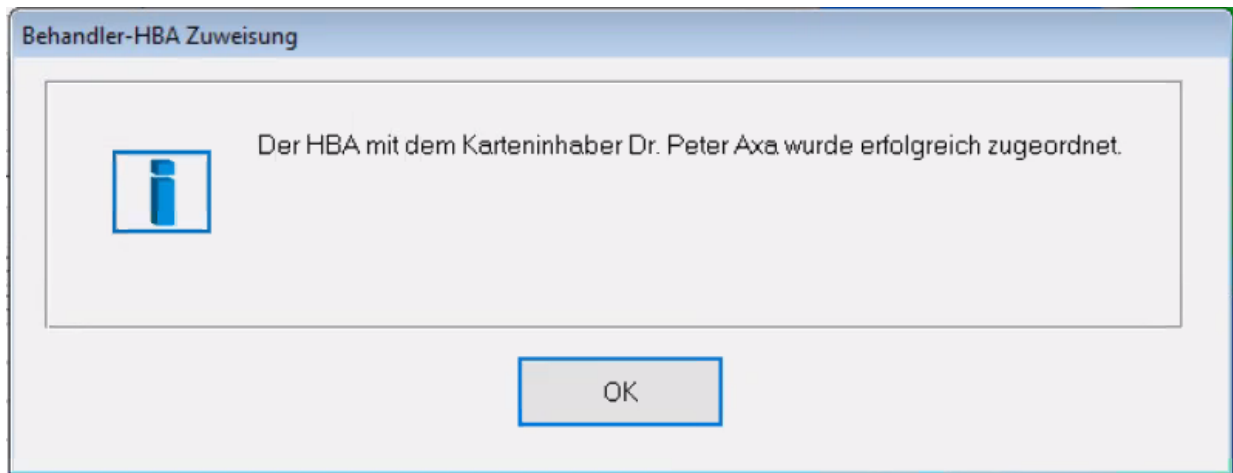 Behandler-HBA Zuweisung
Der HBA mit dem Karteninhaber Dr. Peter Axa wurde erfolgreich zugeordnet.
OK